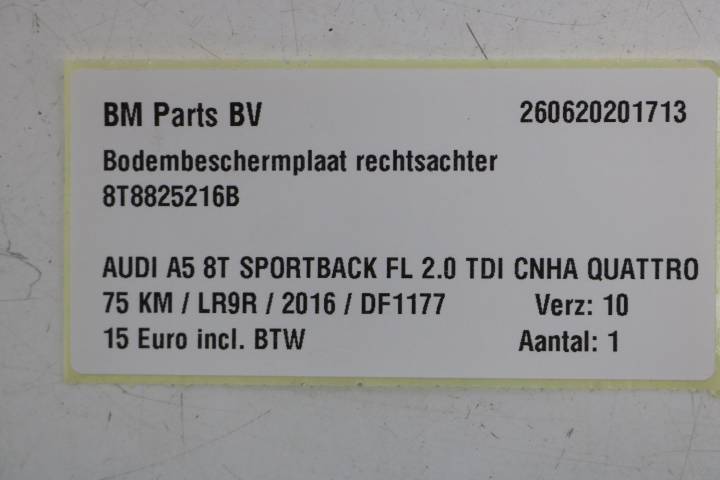 BM Parts BV 260620201713
Bodembeschermplaat rechtsachter
8T8825216B
AUDI A5 8T SPORTBACK FL 2.0 TDI CNHA QUATTRO
75 KM / LR9R / 2016 / DF1177 Verz: 10
15 Euro incl. BTW Aantal: 1